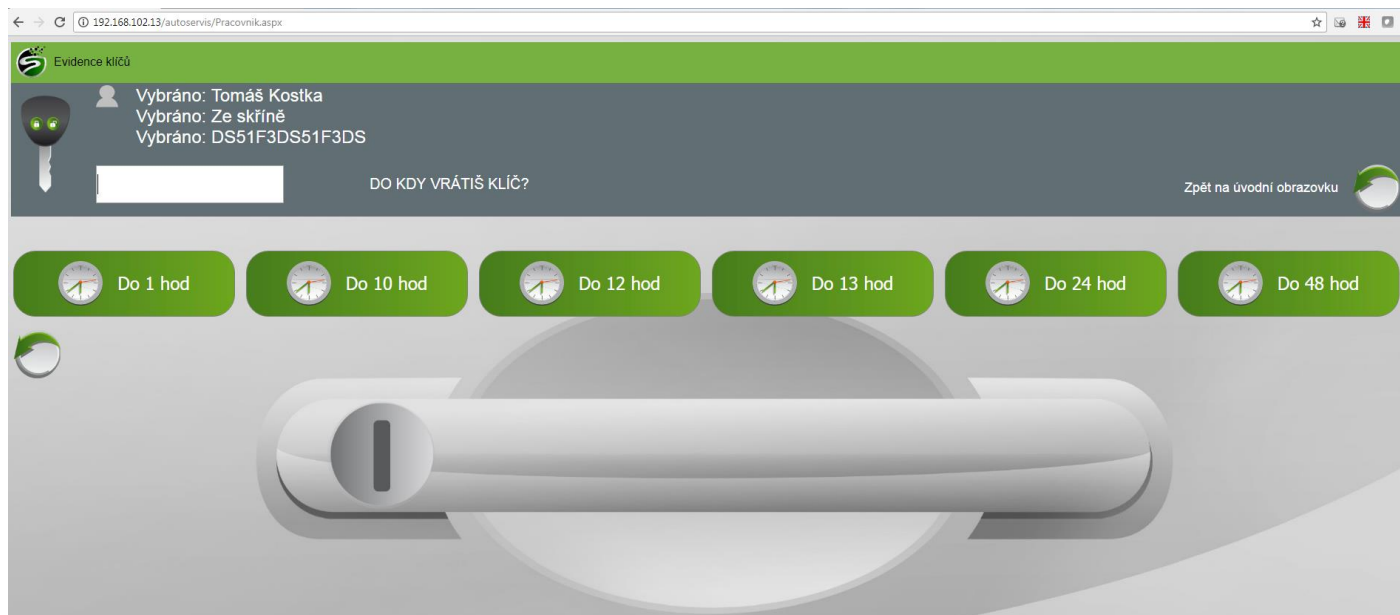 192.168.102.13/autoservis/Pracovnik.aspx
Evidence klíčů
Vybráno: Tomáš Kostka
Vybráno: Ze skříně
Vybráno: DS51F3DS51F3DS
DO KDY VRÁTIŠ KLÍČ?
Zpět na úvodní obrazovku
Do 1 hod
Do 10 hod
Do 12 hod
Do 13 hod
Do 24 hod
Do 48 hod